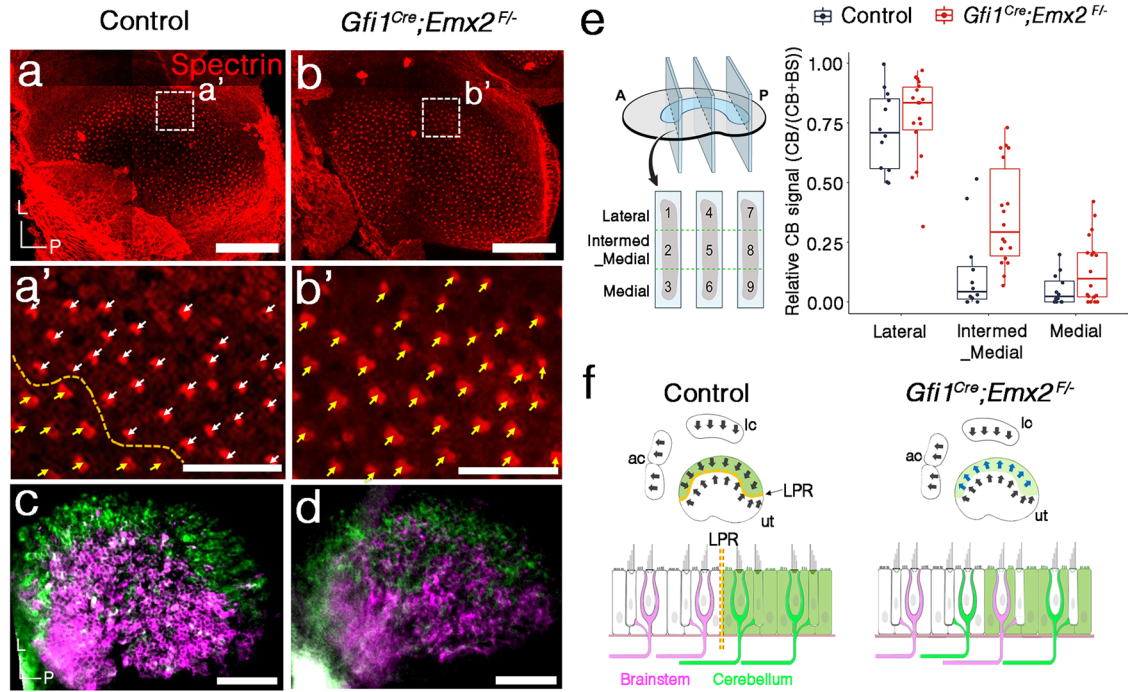 Control
Gfi1Cre;Emx2F/-
a
Spectrin
a’
L
P
b
b’
a’
b’
c
L
P
d
e
Control
Gfi1Cre;Emx2F/-
A
P
Lateral
1
4
7
Intermed
_Medial
2
5
8
Medial
3
6
9
Relative CB signal (CB/(CB+BS))
1.00
0.75
0.50
0.25
0.00
Lateral
Intermed
_Medial
Medial
f
Control
Gfi1Cre;Emx2F/-
lc
ac
LPR
ut
lc
ac
ut
LPR
Brainstem
Cerebellum